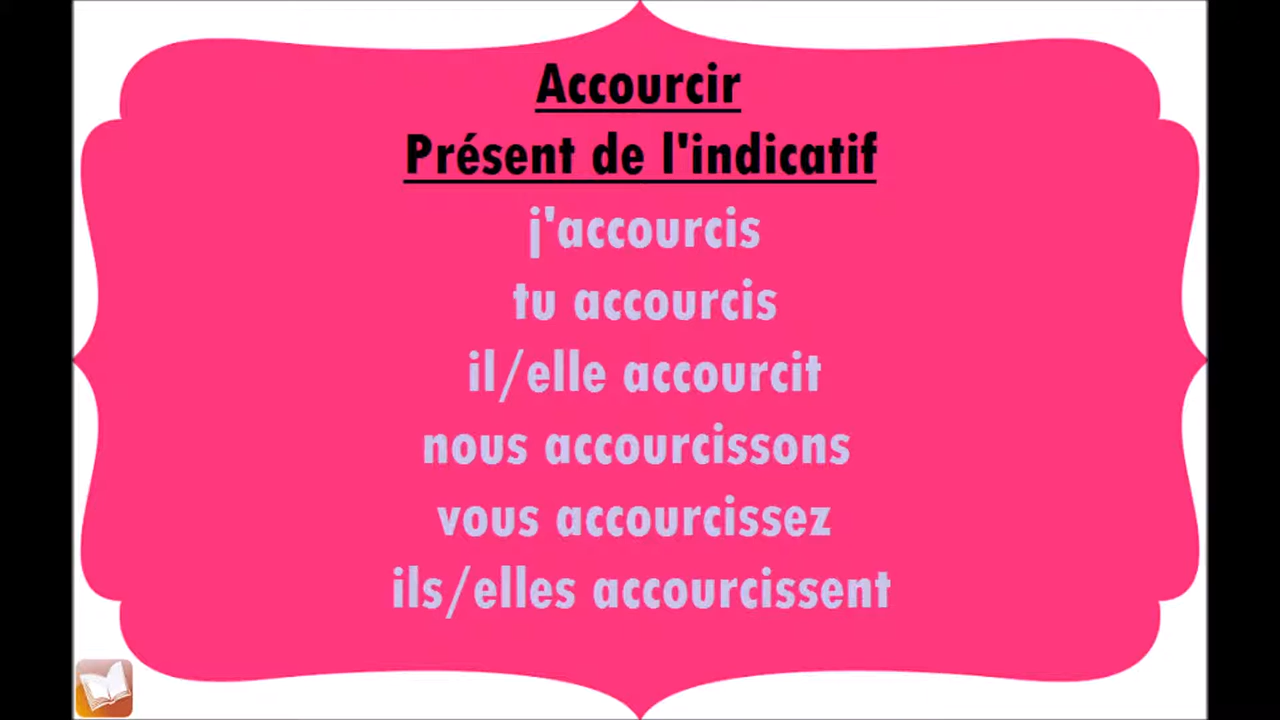 Accourcir
Présent de l'indicatif
j'accourcis
tu accourcis
il/elle accourcit
nous accourcissons
vous accourcissez
ils/elles accourcissent